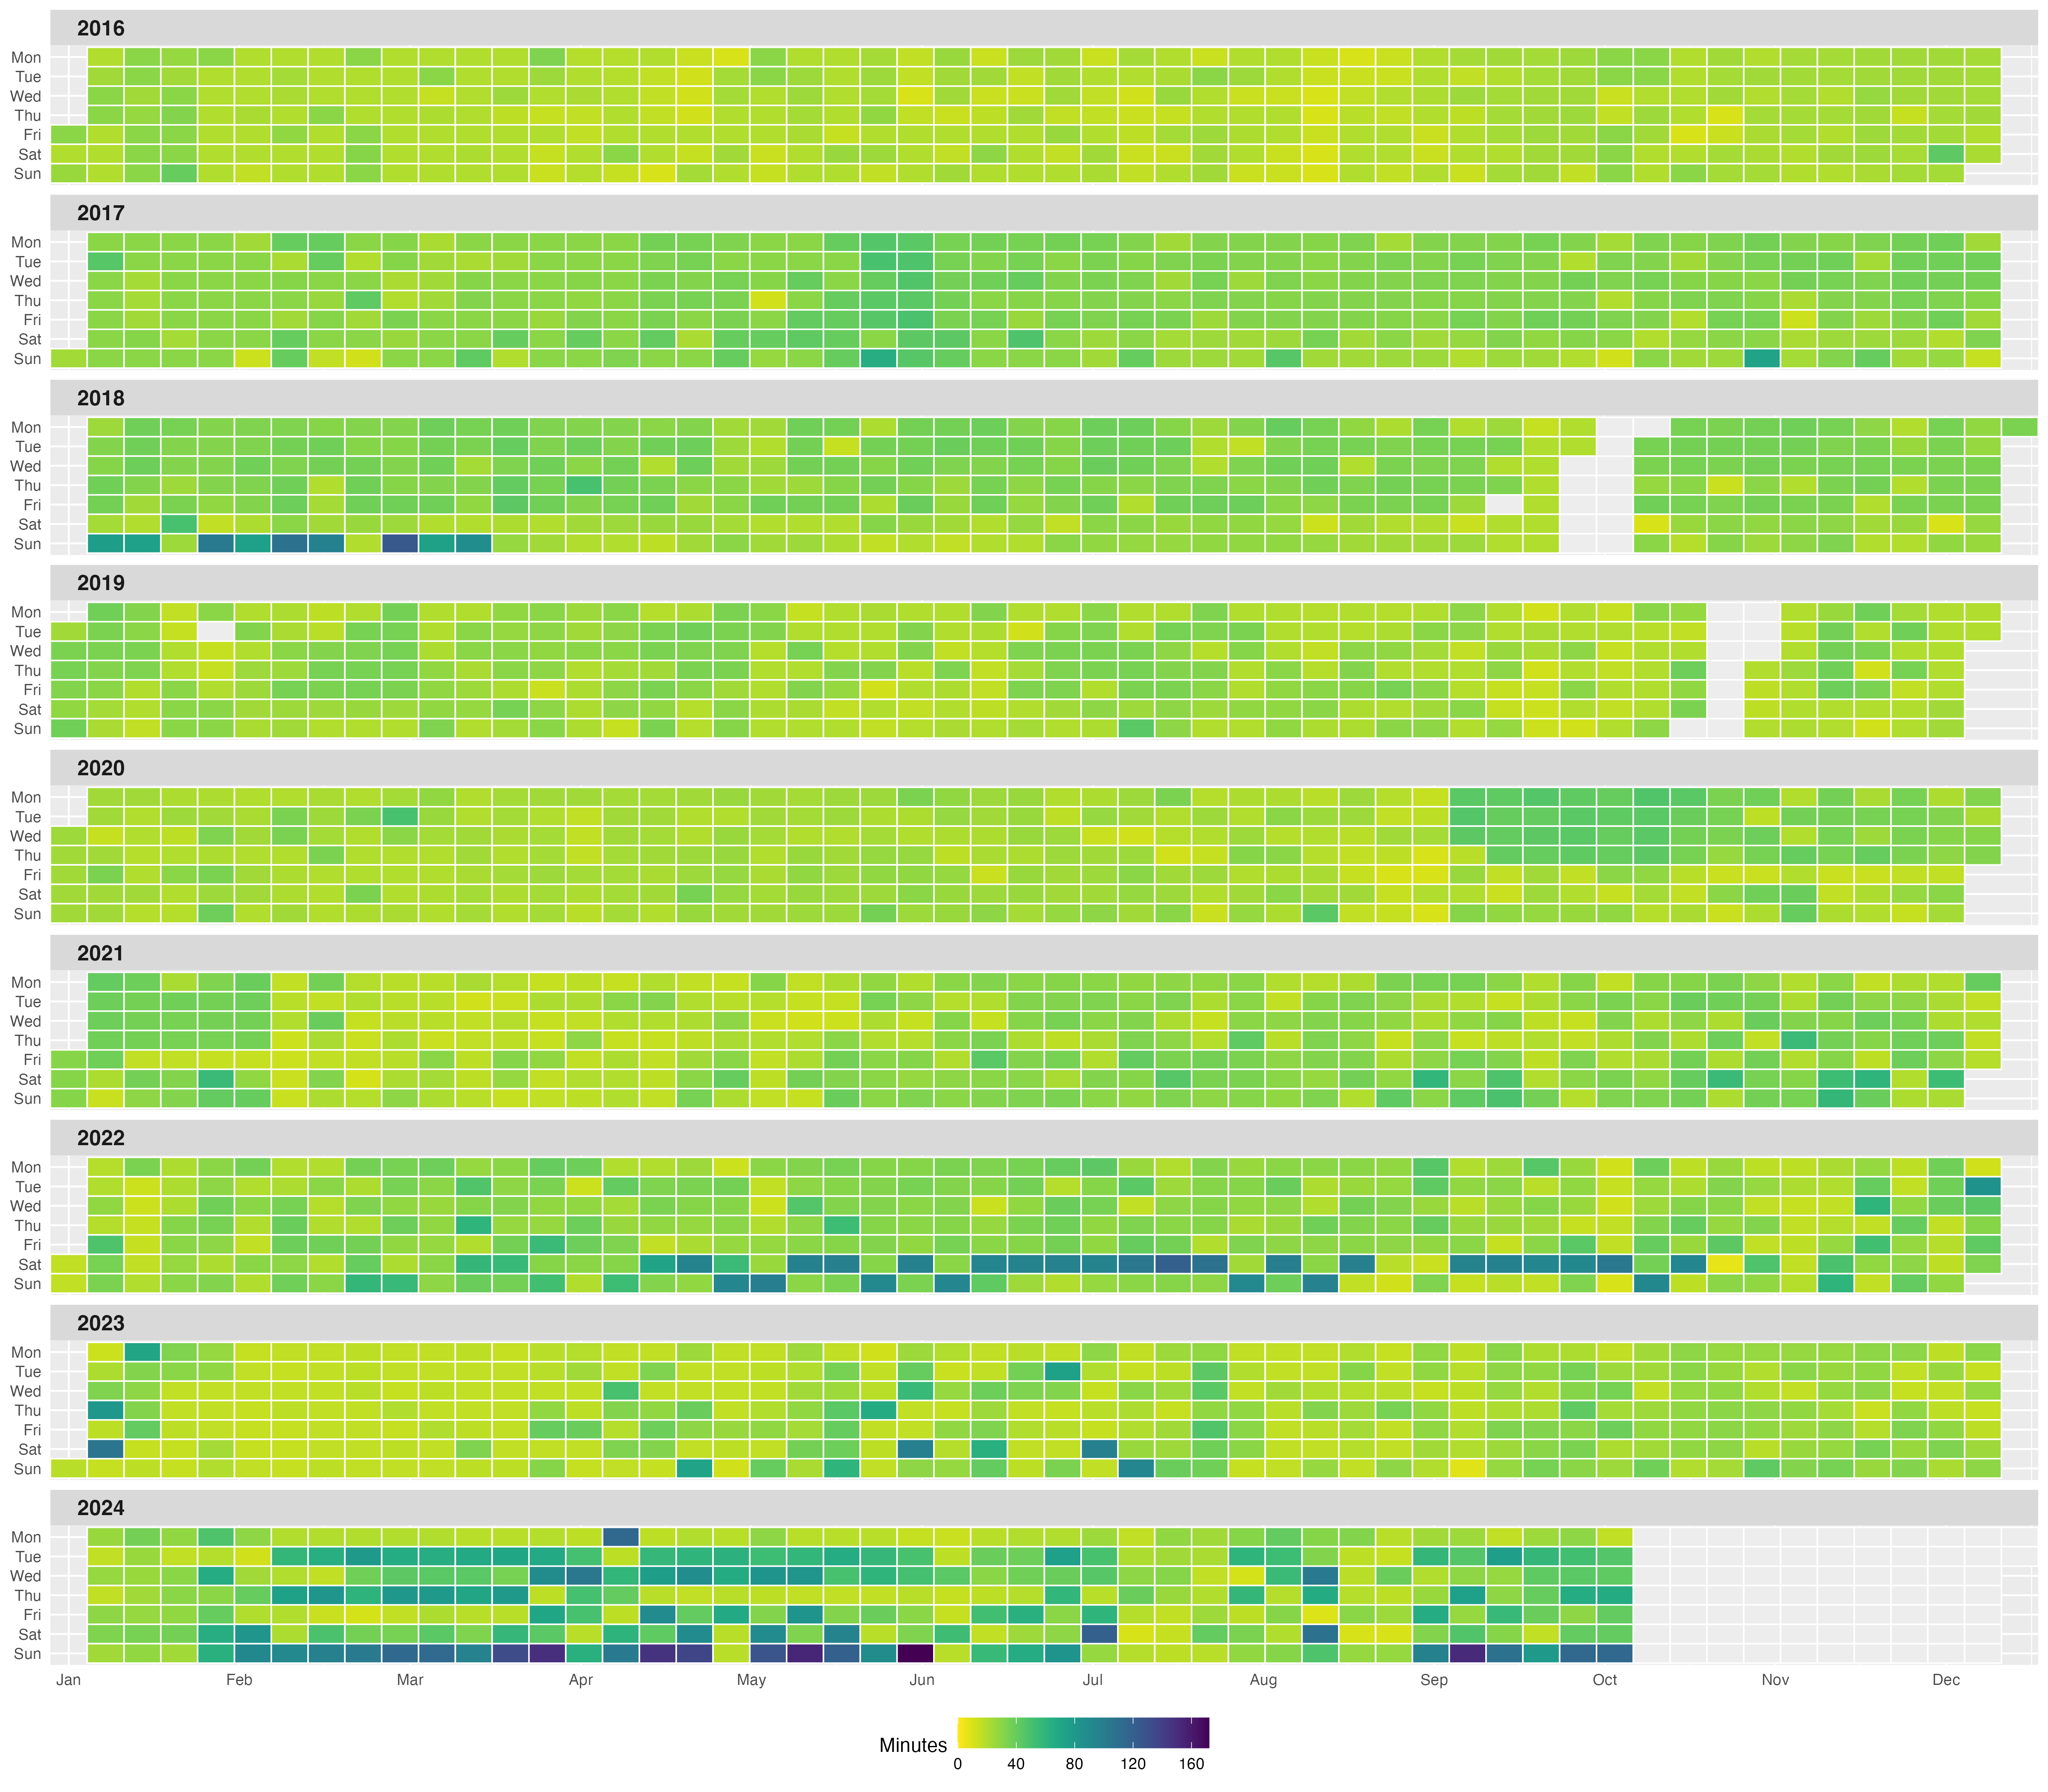 2016
Mon
Tue
Wed
Thu
Fri
Sat
Sun
2017
Mon
Tue
Wed
Thu
Fri
Sat
Sun
2018
Mon
Tue
Wed
Thu
Fri
Sat
Sun
2019
Mon
Tue
Wed
Thu
Fri
Sat
Sun
2020
Mon
Tue
Wed
Thu
Fri
Sat
Sun
2021
Mon
Tue
Wed
Thu
Fri
Sat
Sun
2022
Mon
Tue
Wed
Thu
Fri
Sat
Sun
2023
Mon
Tue
Wed
Thu
Fri
Sat
Sun
2024
Mon
Tue
Wed
Thu
Fri
Sat
Sun
Jan Feb Mar Apr May Jun Jul Aug Sep Oct Nov Dec
Minutes
0 40 80 120 160